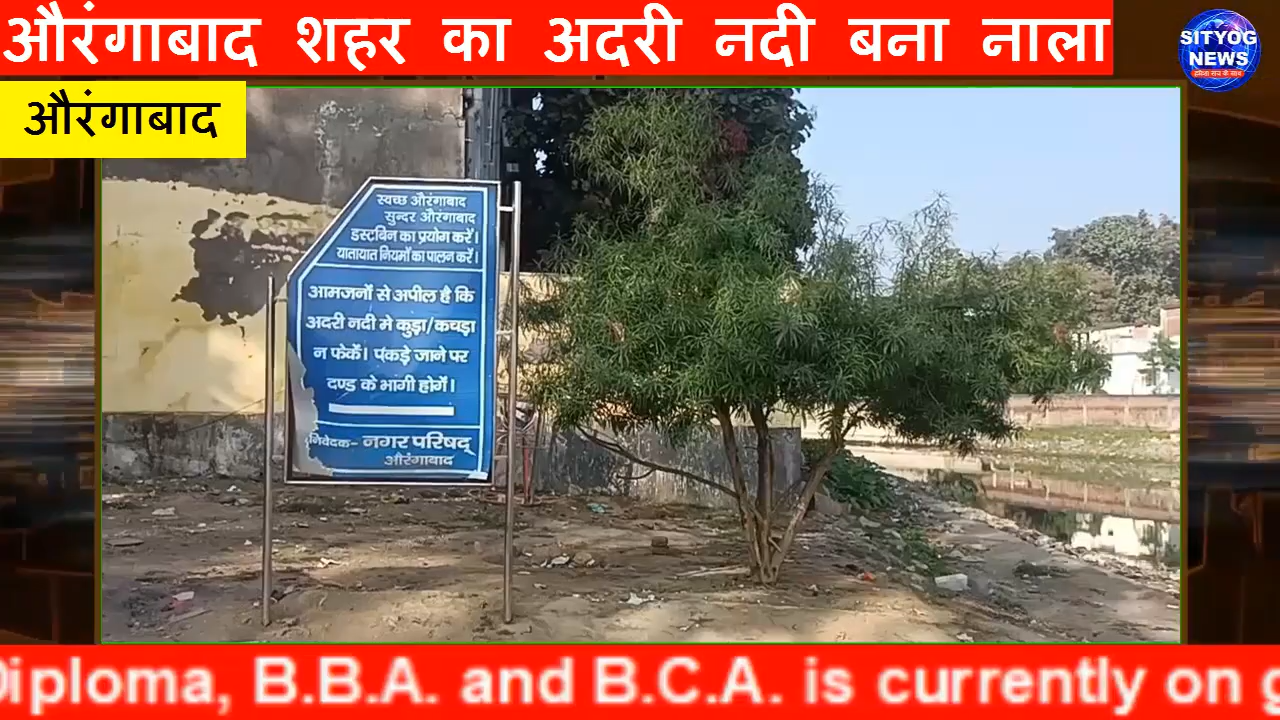 औरंगाबाद शहर का अदरी नदी बना नाला
SITYOG
NEWS
औरंगाबाद
स्वच्छ औरंगाबाद
सुन्दर औरंगाबाद
डस्टबिन का प्रयोग करें।
यातायात नियमों का पालन करें।
आमजनों से अपील है कि
अदरी नदी मे कुड़ा/कचड़ा
न फेकें। पकड़े जाने पर
दण्ड के भागी होगें।
निवेदक- नगर परिषद्
औरंगाबाद
Diploma, B.B.A. and B.C.A. is currently on g